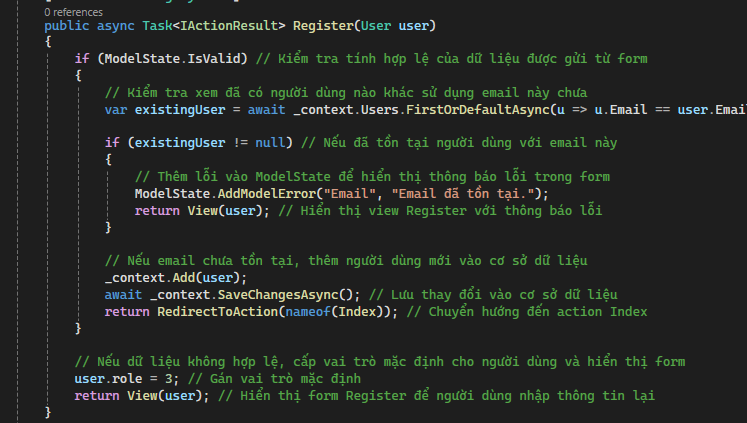 0 references
public async Task<IActionResult> Register(User user)
{
if (ModelState.IsValid) // Kiểm tra tính hợp lệ của dữ liệu được gửi từ form
{
// Kiểm tra xem đã có người dùng nào khác sử dụng email này chưa
var existingUser = await _context.Users.FirstOrDefaultAsync(u => u.Email == user.Email
if (existingUser != null) // Nếu đã tồn tại người dùng với email này
{
// Thêm lỗi vào ModelState để hiển thị thông báo lỗi trong form
ModelState.AddModelError("Email", "Email đã tồn tại.");
return View(user); // Hiển thị view Register với thông báo lỗi
}
// Nếu email chưa tồn tại, thêm người dùng mới vào cơ sở dữ liệu
_context.Add(user);
await _context.SaveChangesAsync(); // Lưu thay đổi vào cơ sở dữ liệu
return RedirectToAction(nameof(Index)); // Chuyển hướng đến action Index
}
// Nếu dữ liệu không hợp lệ, cấp vai trò mặc định cho người dùng và hiển thị form
user.role = 3; // Gán vai trò mặc định
return View(user); // Hiển thị form Register để người dùng nhập thông tin lại
}